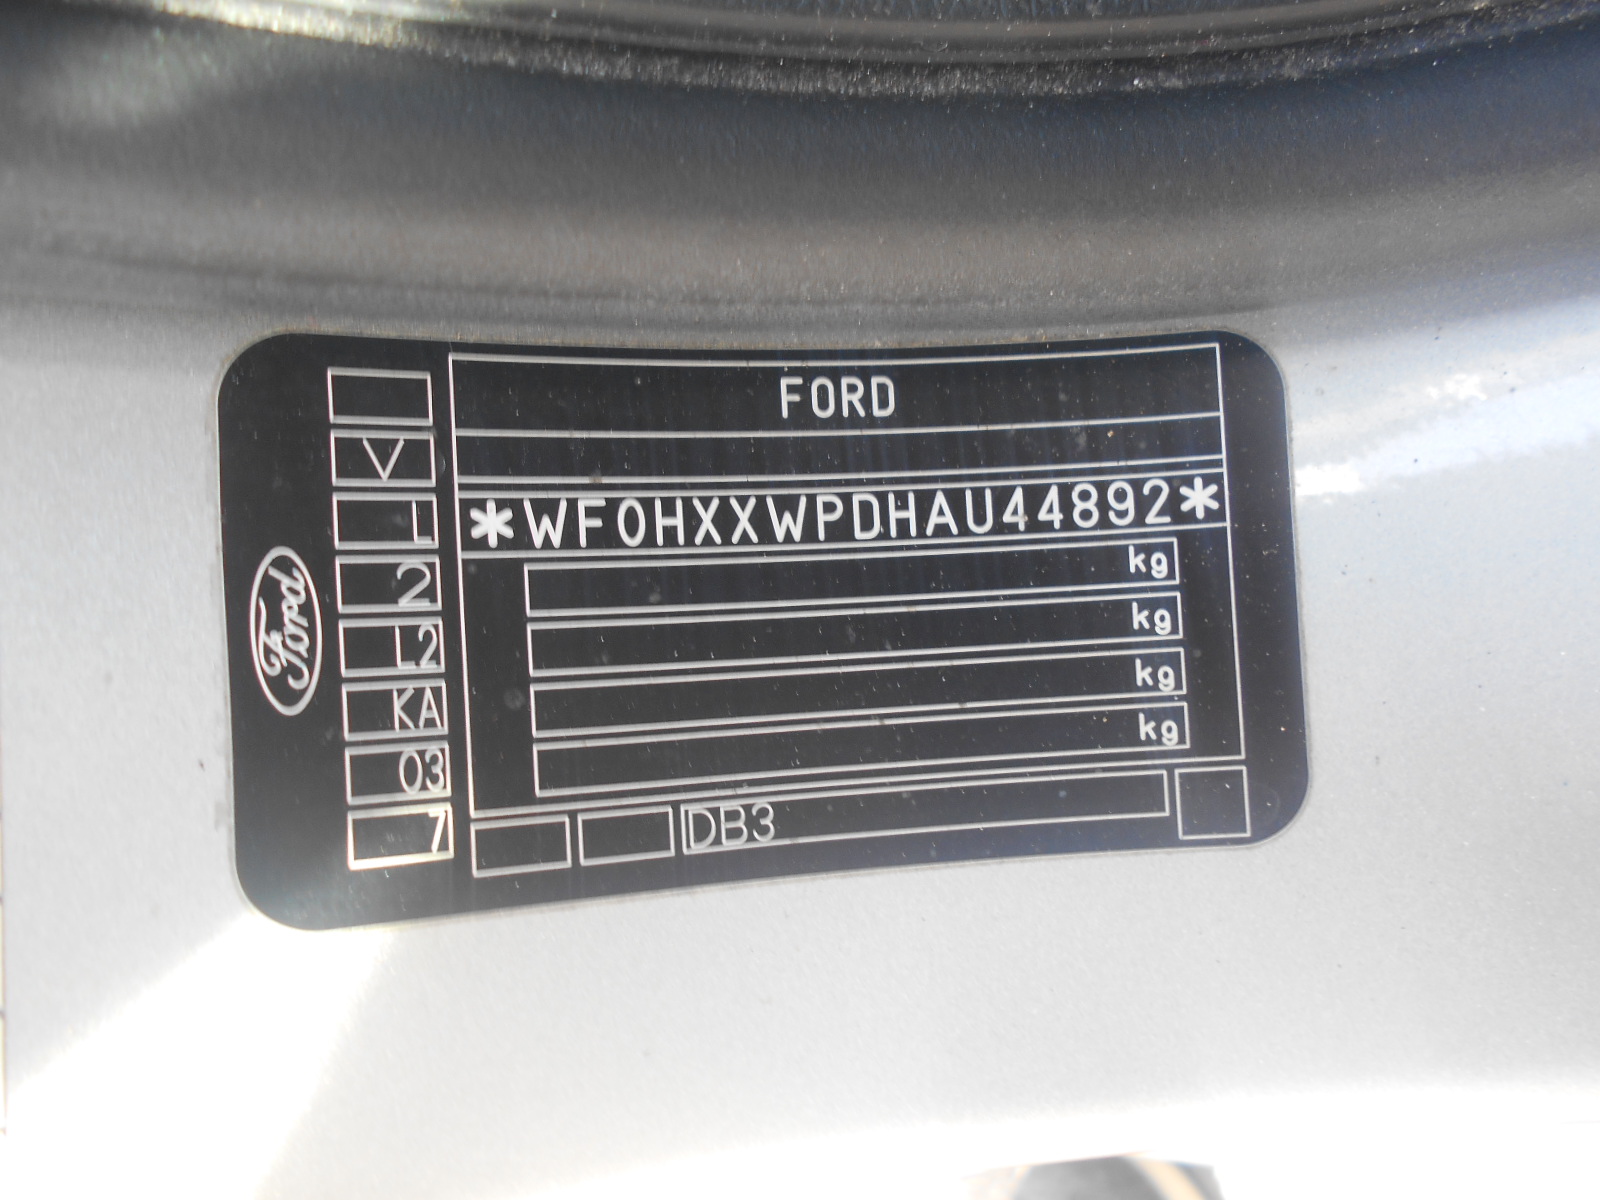 FORD
*WF0HXXWPDHAU44892*
kg
kg
kg
kg
DB3
V
2
L2
KA
03
7
Ford